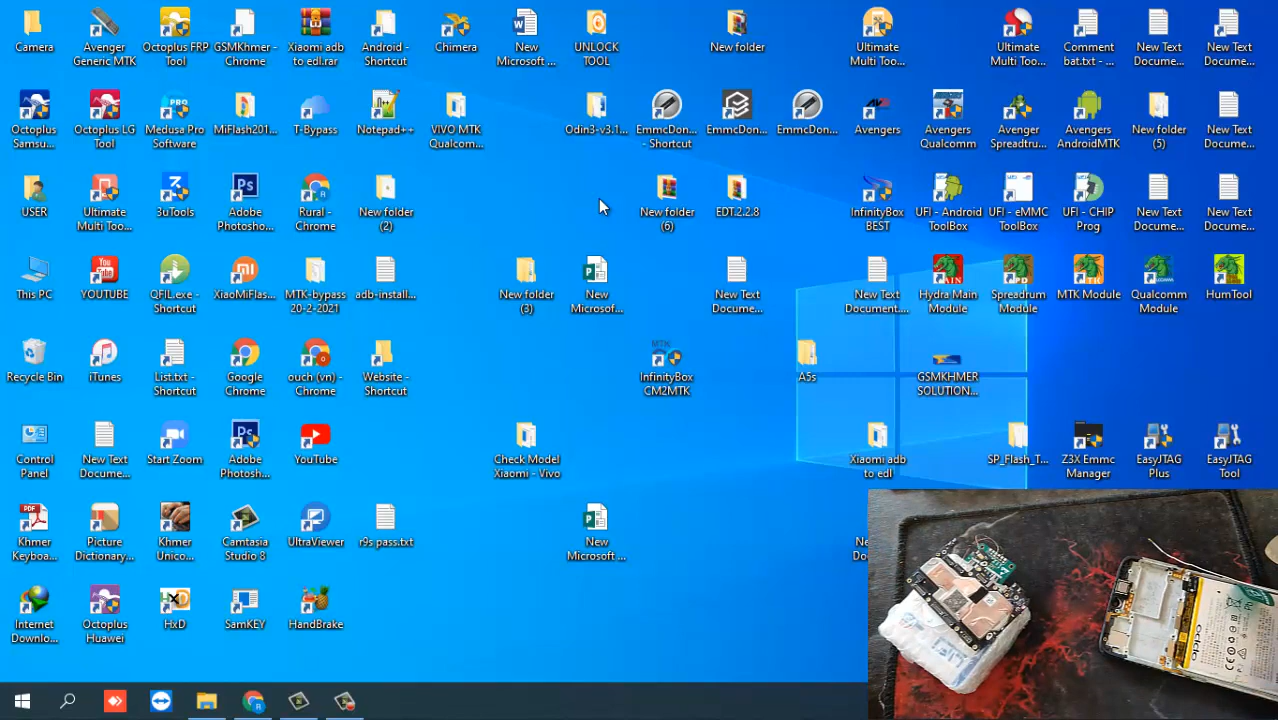 Camera
Avenger
Generic MTK
Octoplus FRP
Tool
GSMKhmer -
Chrome
Xiaomi adb
to edl.rar
Android -
Shortcut
Chimera
New
Microsoft ...
UNLOCK
TOOL
New folder
Ultimate
Multi Too...
Ultimate
Multi Too...
Comment
bat.txt - ...
New Text
Docume...
New Text
Docume...
Octoplus
Samsu...
Octoplus LG
Tool
Medusa Pro
Software
MiFlash201...
T-Bypass
Notepad++
VIVO MTK
Qualcom...
Odin3-v3.1...
EmmcDon...
- Shortcut
EmmcDon...
EmmcDon...
Avengers
Avengers
Qualcomm
Avenger
Spreadtru...
Avengers
AndroidMTK
New folder
(5)
New Text
Docume...
USER
Ultimate
Multi Too...
3uTools
Adobe
Photosho...
Rural -
Chrome
New folder
(2)
New folder
(6)
EDT.2.2.8
InfinityBox
BEST
UFI - Android
ToolBox
UFI - eMMC
ToolBox
UFI - CHIP
Prog
New Text
Docume...
New Text
Docume...
This PC
YOUTUBE
QFIL.exe -
Shortcut
XiaoMiFlas...
MTK-bypass
20-2-2021
adb-install...
New folder
(3)
New
Microsof...
New Text
Docume...
New Text
Document....
Hydra Main
Module
Spreadrum
Module
MTK Module
Qualcomm
Module
HumTool
Recycle Bin
iTunes
List.txt -
Shortcut
Google
Chrome
ouch (vn) -
Chrome
Website -
Shortcut
InfinityBox
CM2MTK
A5s
GSMKHMER
SOLUTION...
Control
Panel
New Text
Docume...
Start Zoom
Adobe
Photosh...
YouTube
Check Model
Xiaomi - Vivo
Xiaomi adb
to edl
SP_Flash_T...
Z3X Emmc
Manager
EasyJTAG
Plus
EasyJTAG
Tool
Khmer
Keyboa...
Picture
Dictionary...
Khmer
Unico...
Camtasia
Studio 8
UltraViewer
r9s pass.txt
New
Microsoft ...
Internet
Downlo...
Octoplus
Huawei
HxD
SamKEY
HandBrake
oppo